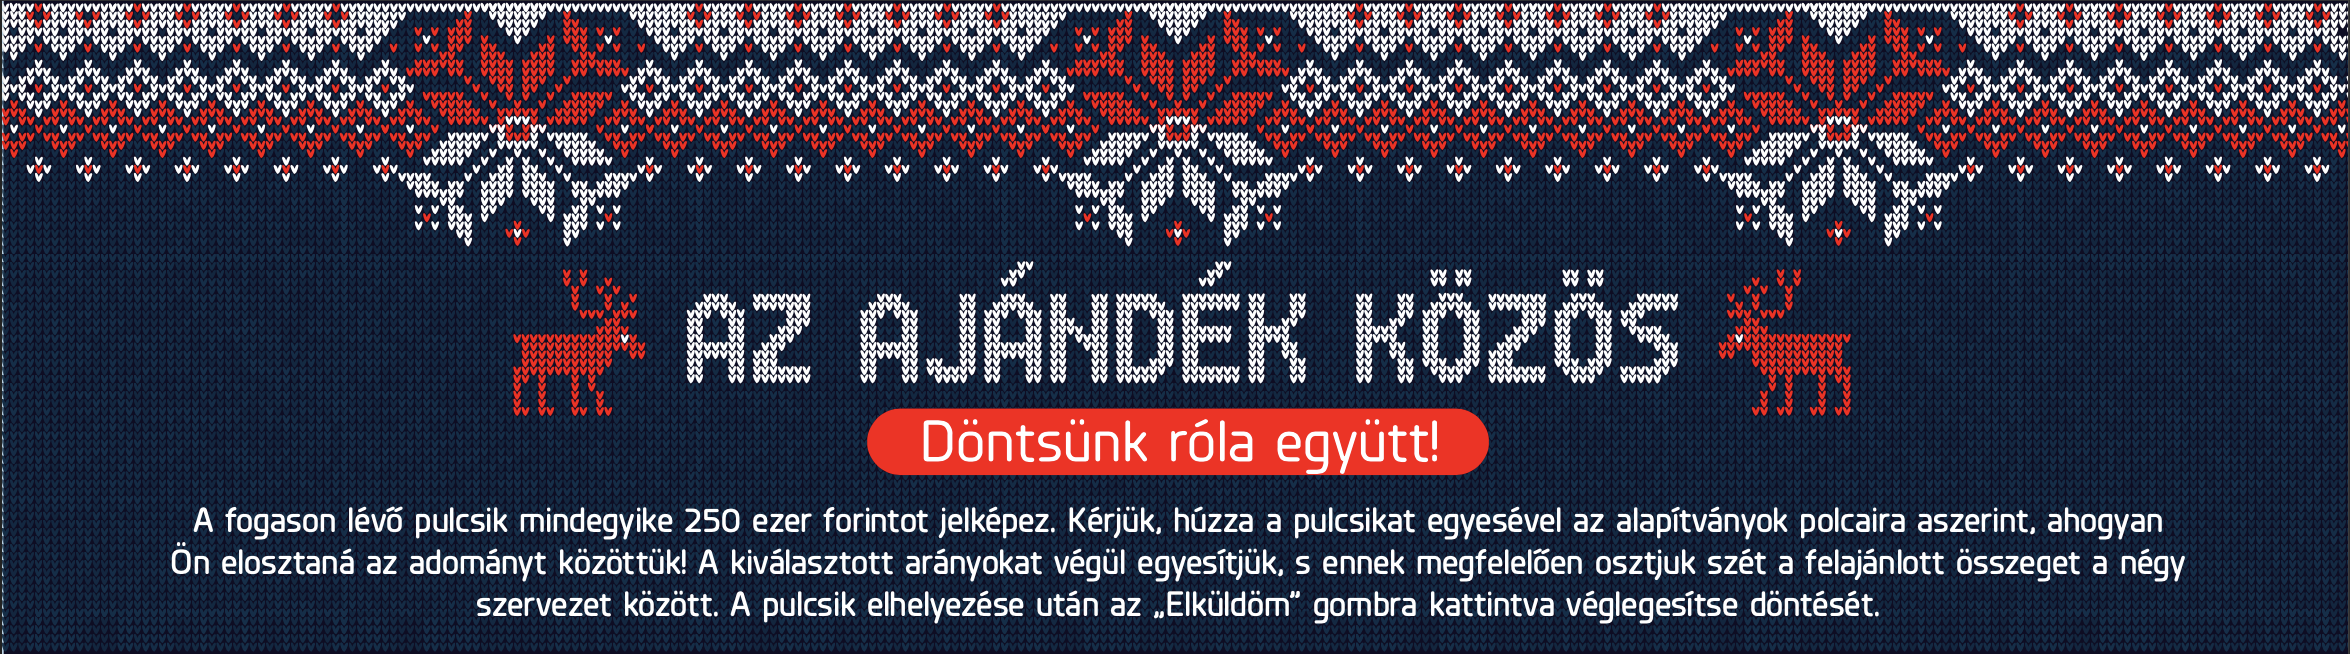 AZ AJÁNDÉK KÖZÖS
Döntsünk róla együtt!
A fogason lévő pulcsik mindegyike 250 ezer forintot jelképez. Kérjük, húzza a pulcsikat egyesével az alapítványok polcaira aszerint, ahogyan
Ön elosztaná az adományt közöttük! A kiválasztott arányokat végül egyesítjük, s ennek megfelelően osztjuk szét a felajánlott összeget a négy
szervezet között. A pulcsik elhelyezése után az „Elküldöm” gombra kattintva véglegesítse döntését.